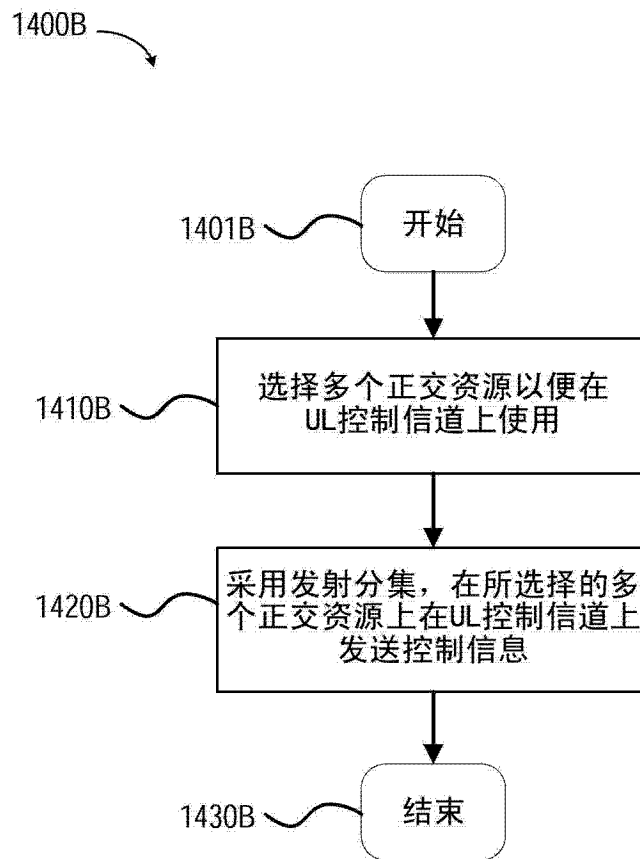 1400B
1401B
开始
选择多个正交资源以便在
UL控制信道上使用
1410B
采用发射分集，在所选择的多
个正交资源上在UL控制信道上
发送控制信息
1420B
1430B
结束